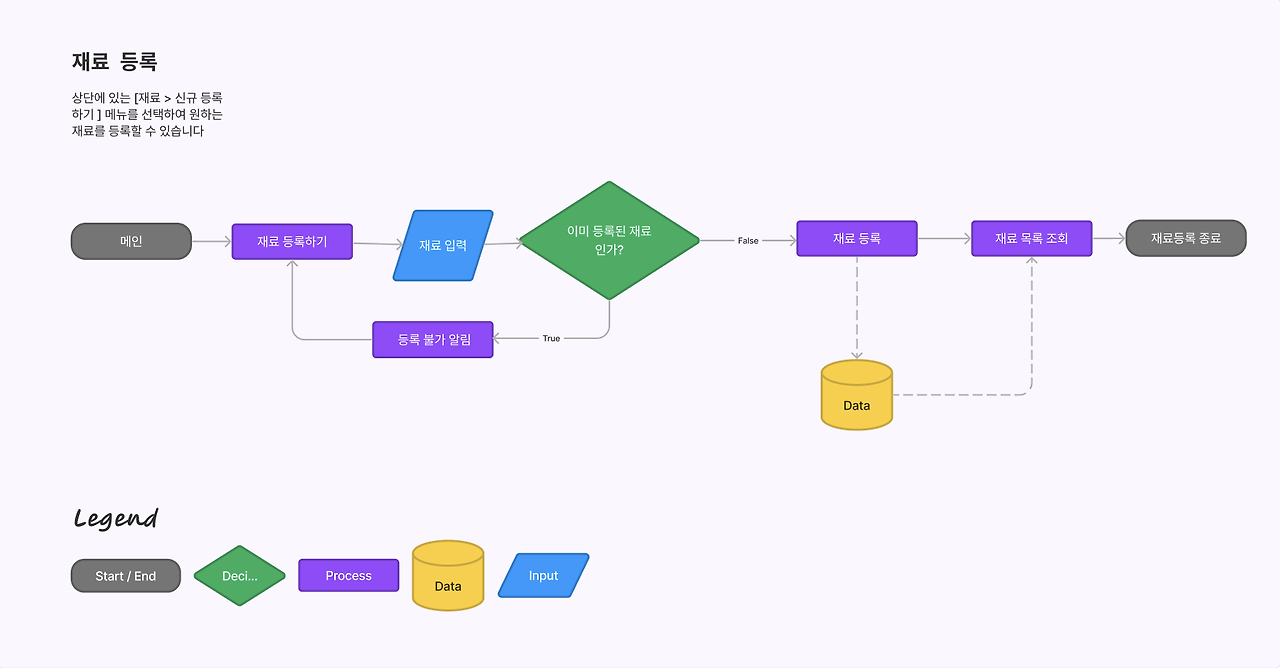 재료 등록
상단에 있는 [재료 > 신규 등록
하기 ] 메뉴를 선택하여 원하는
재료를 등록할 수 있습니다
메인
재료 등록하기
재료 입력
이미 등록된 재료
인가?
False
재료 등록
재료 목록 조회
재료등록 종료
등록 불가 알림
True
Data
Legend
Start / End
Deci...
Process
Data
Input